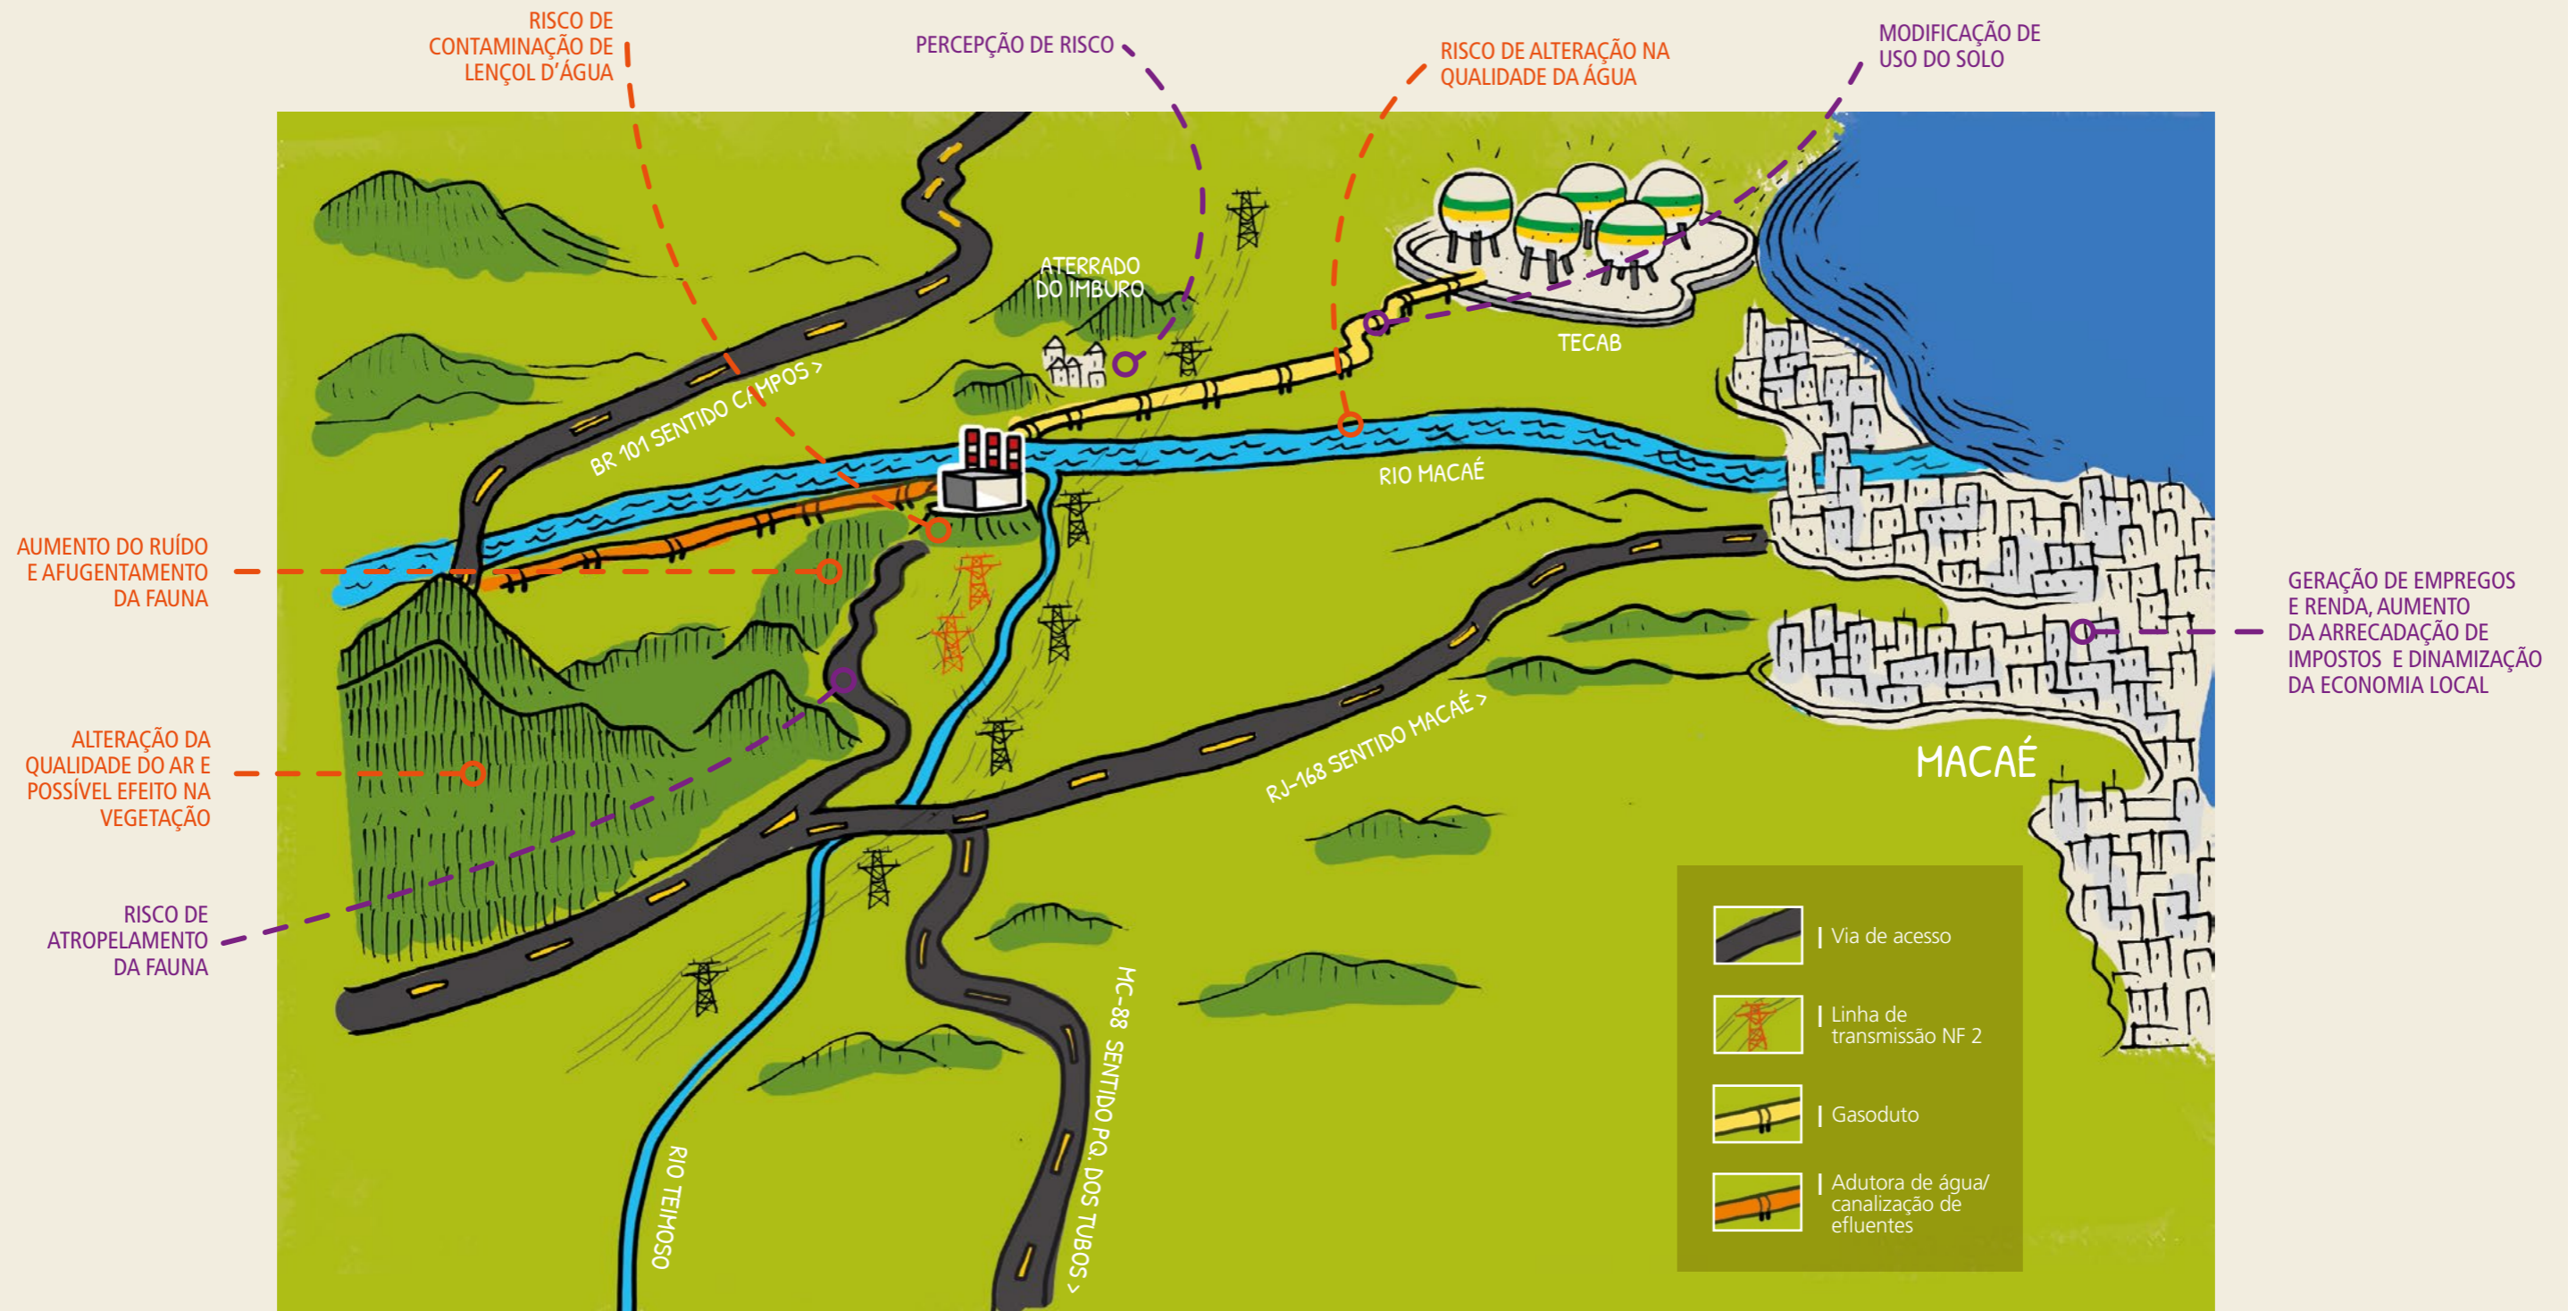 RISCO DE
CONTAMINAÇÃO DE
LENÇOL D'ÁGUA
PERCEPÇÃO DE RISCO
RISCO DE ALTERAÇÃO NA
QUALIDADE DA ÁGUA
MODIFICAÇÃO DE
USO DO SOLO
ATERRADO
DO IMBURO
TECAB
BR 101 SENTIDO CAMPOS >
RIO MACAÉ
AUMENTO DO RUÍDO
E AFUGENTAMENTO
DA FAUNA
GERAÇÃO DE EMPREGOS
E RENDA, AUMENTO
DA ARRECADAÇÃO DE
IMPOSTOS E DINAMIZAÇÃO
DA ECONOMIA LOCAL
ALTERAÇÃO DA
QUALIDADE DO AR E
POSSÍVEL EFEITO NA
VEGETAÇÃO
RJ-168 SENTIDO MACAÉ >
MACAÉ
RISCO DE
ATROPELAMENTO
DA FAUNA
MC-88 SENTIDO PQ. DOS TUBOS >
RIO TEIMOSO
Via de acesso
Linha de
transmissão NF 2
Gasoduto
Adutora de água/
canalização de
efluentes